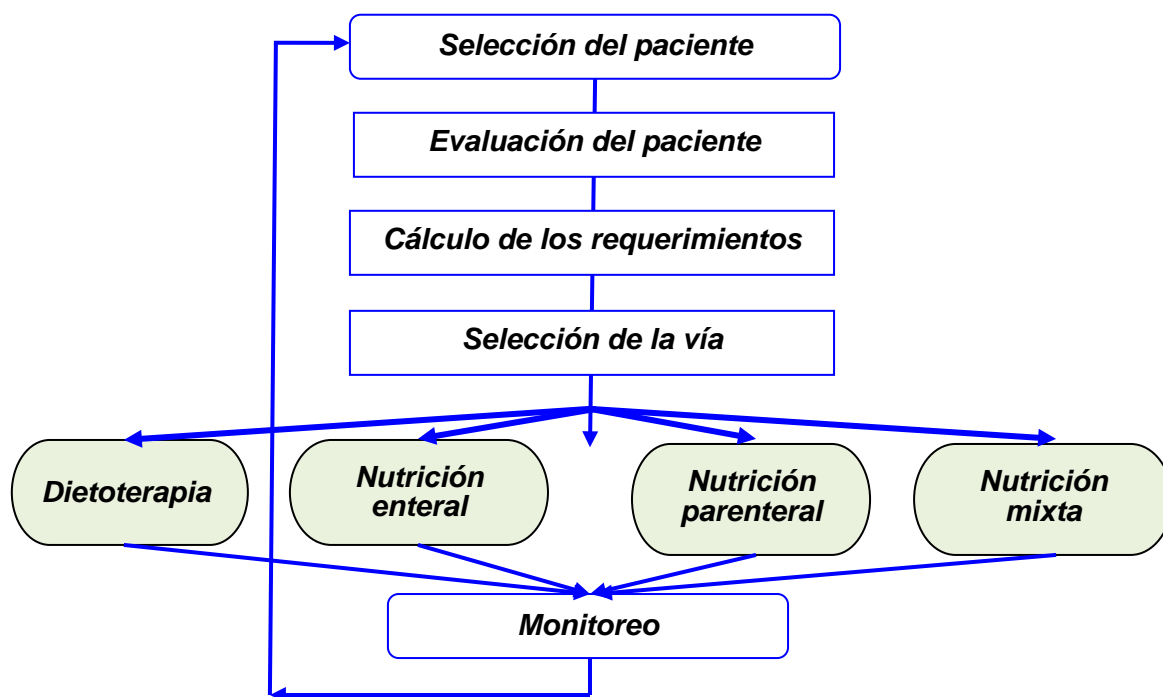 Selección del paciente
Evaluación del paciente
Cálculo de los requerimientos
Selección de la vía
Dietoterapia
Nutrición
enteral
Nutrición
parenteral
Nutrición
mixta
Monitoreo